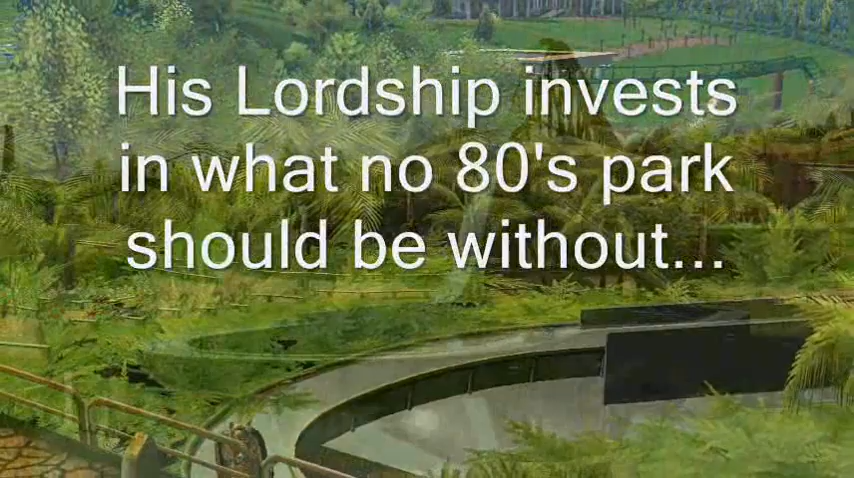 His Lordship invests
in what no 80's park
should be without...